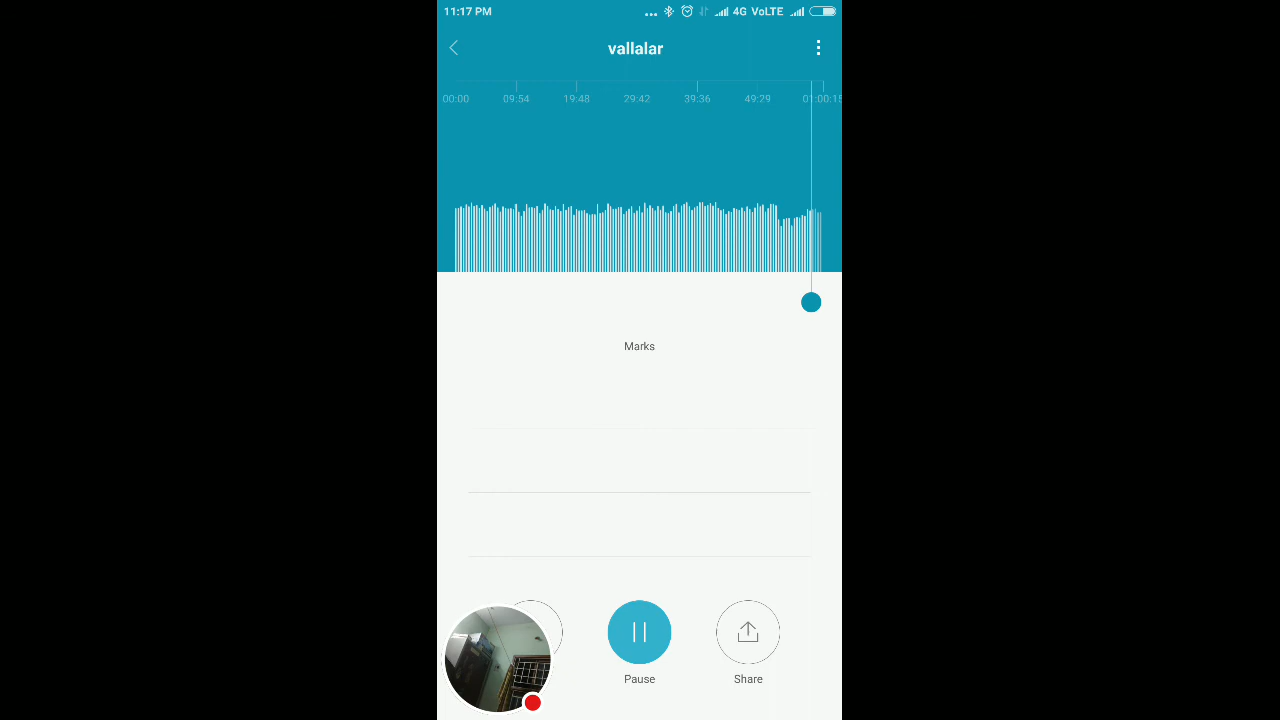 11:17 PM ... 4G VoLTE
vallalar
00:00 09:54 19:48 29:42 39:36 49:29 01:00:15
Marks
Pause Share